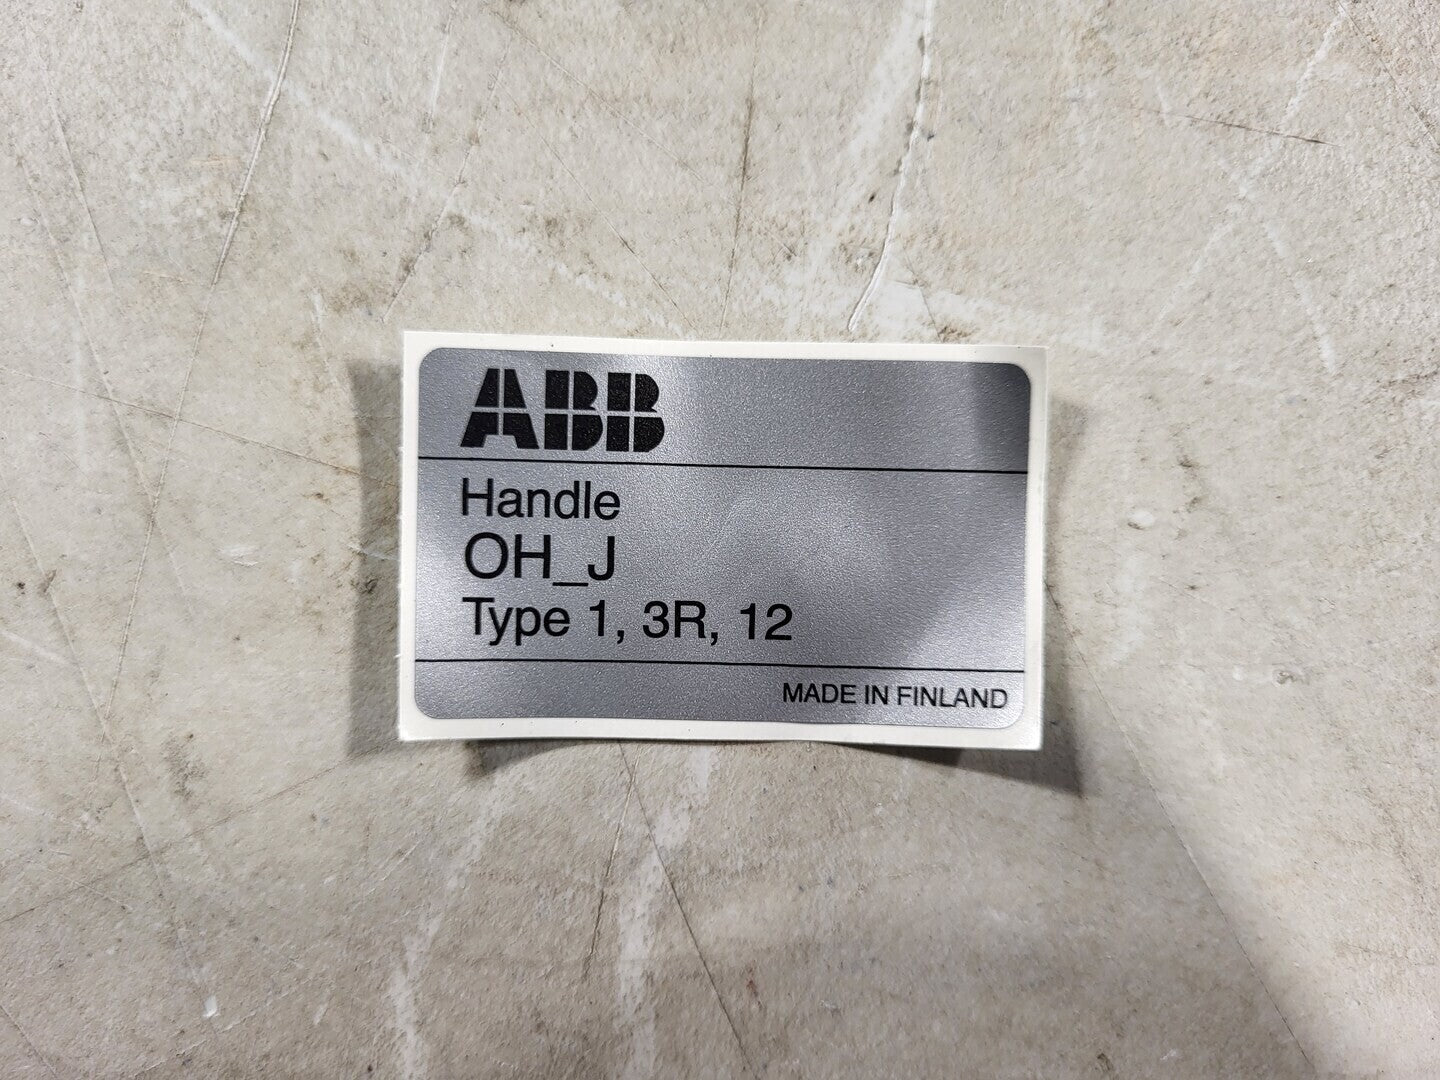 ABB
Handle
OH_J
Type 1, 3R, 12
MADE IN FINLAND